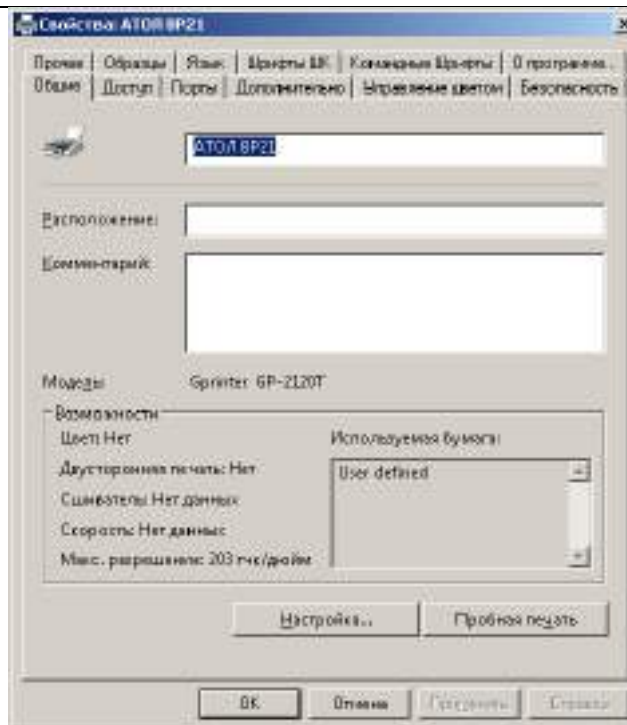 Свойства: АТОЛ BP21
Прочее Образцы Язык Шрифты ШК Командные Шрифты О программе...
Общие Доступ Порты Дополнительно Управление цветом Безопасность
АТОЛ BP21
Расположение:
Комментарий:
Модель: Gprinter GP-2120T
Возможности
Цвет: Нет Используемая бумага:
Двусторонняя печать: Нет User defined
Сшиватель: Нет данных
Скорость: Нет данных
Макс. разрешение: 203 тчк/дюйм
Настройка... Пробная печать
OK Отмена Применить Справка